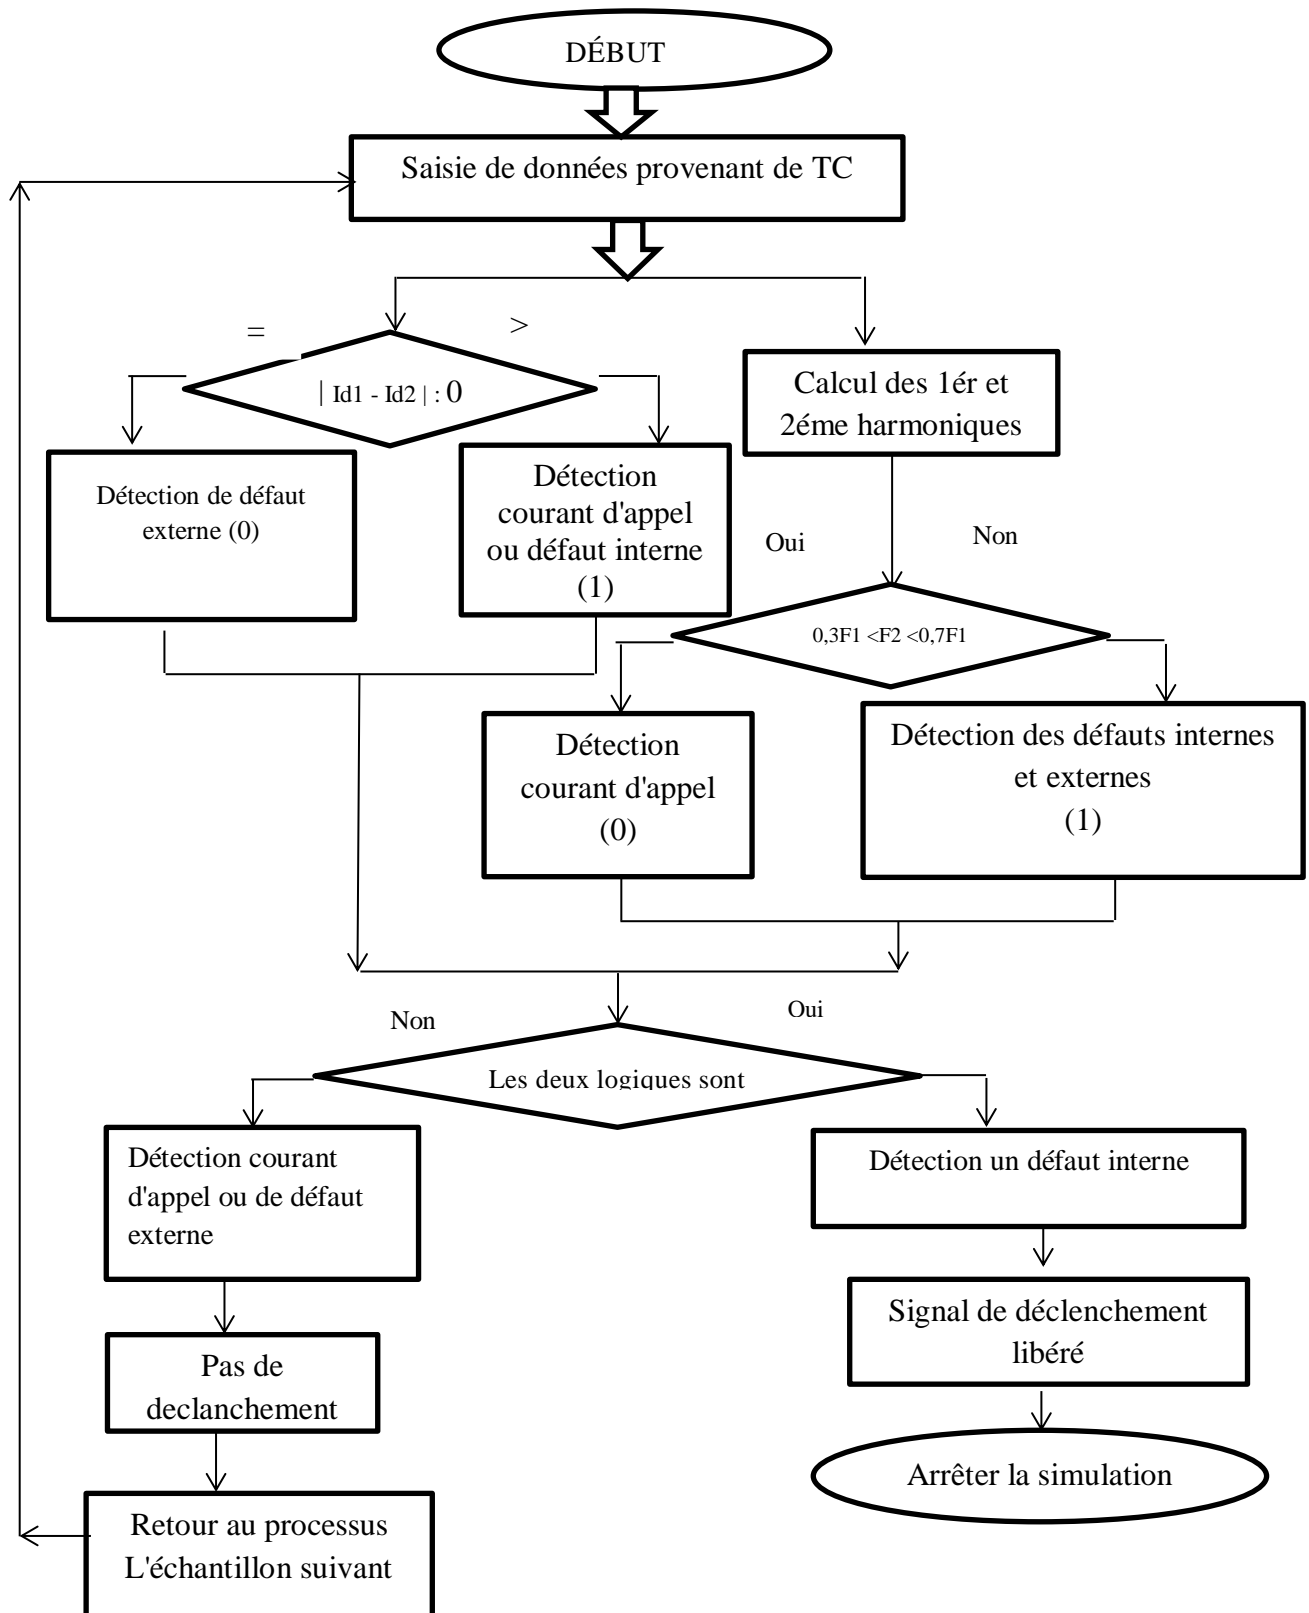 DÉBUT
Saisie de données provenant de TC
=
>
| Id1 - Id2 | : 0
Calcul des 1ér et
2éme harmoniques
Détection de défaut
externe (0)
Détection
courant d'appel
ou défaut interne
(1)
Oui
Non
0,3F1 <F2 <0,7F1
Détection
courant d'appel
(0)
Détection des défauts internes
et externes
(1)
Non
Oui
Les deux logiques sont
Détection courant
d'appel ou de défaut
externe
Détection un défaut interne
Signal de déclenchement
libéré
Pas de
declanchement
Arrêter la simulation
Retour au processus
L'échantillon suivant